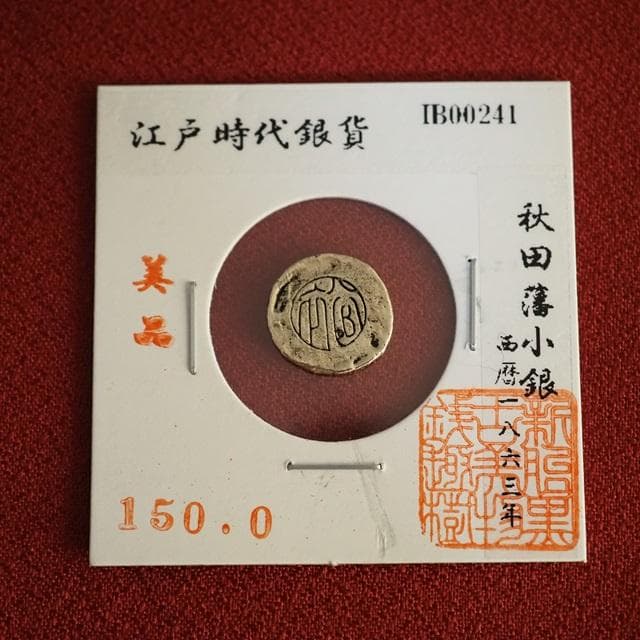 江戸時代銀貨
IB00241
秋田藩小銀
西暦一八六三年
美品
150.0